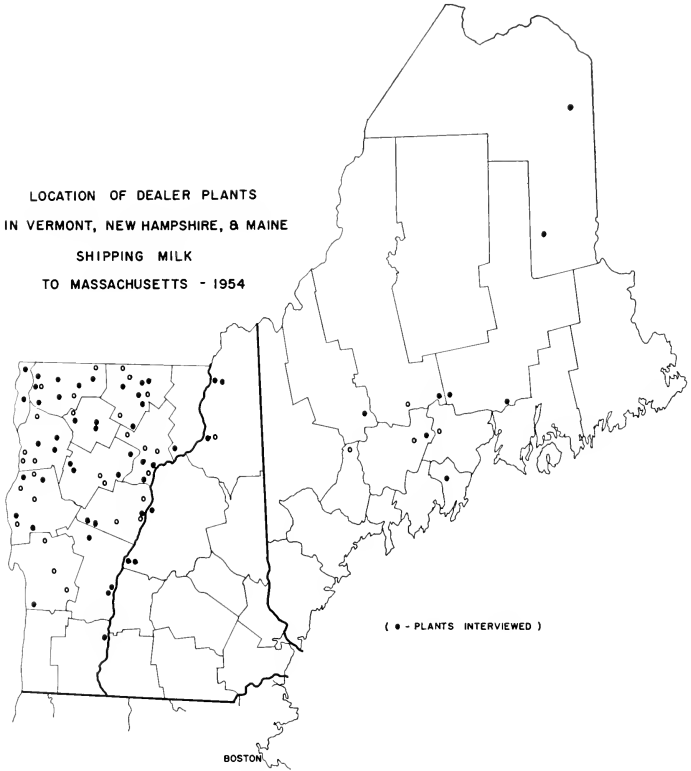 LOCATION OF DEALER PLANTS
IN VERMONT, NEW HAMPSHIRE, & MAINE
SHIPPING MILK
TO MASSACHUSETTS - 1954
( ● - PLANTS INTERVIEWED )
BOSTON